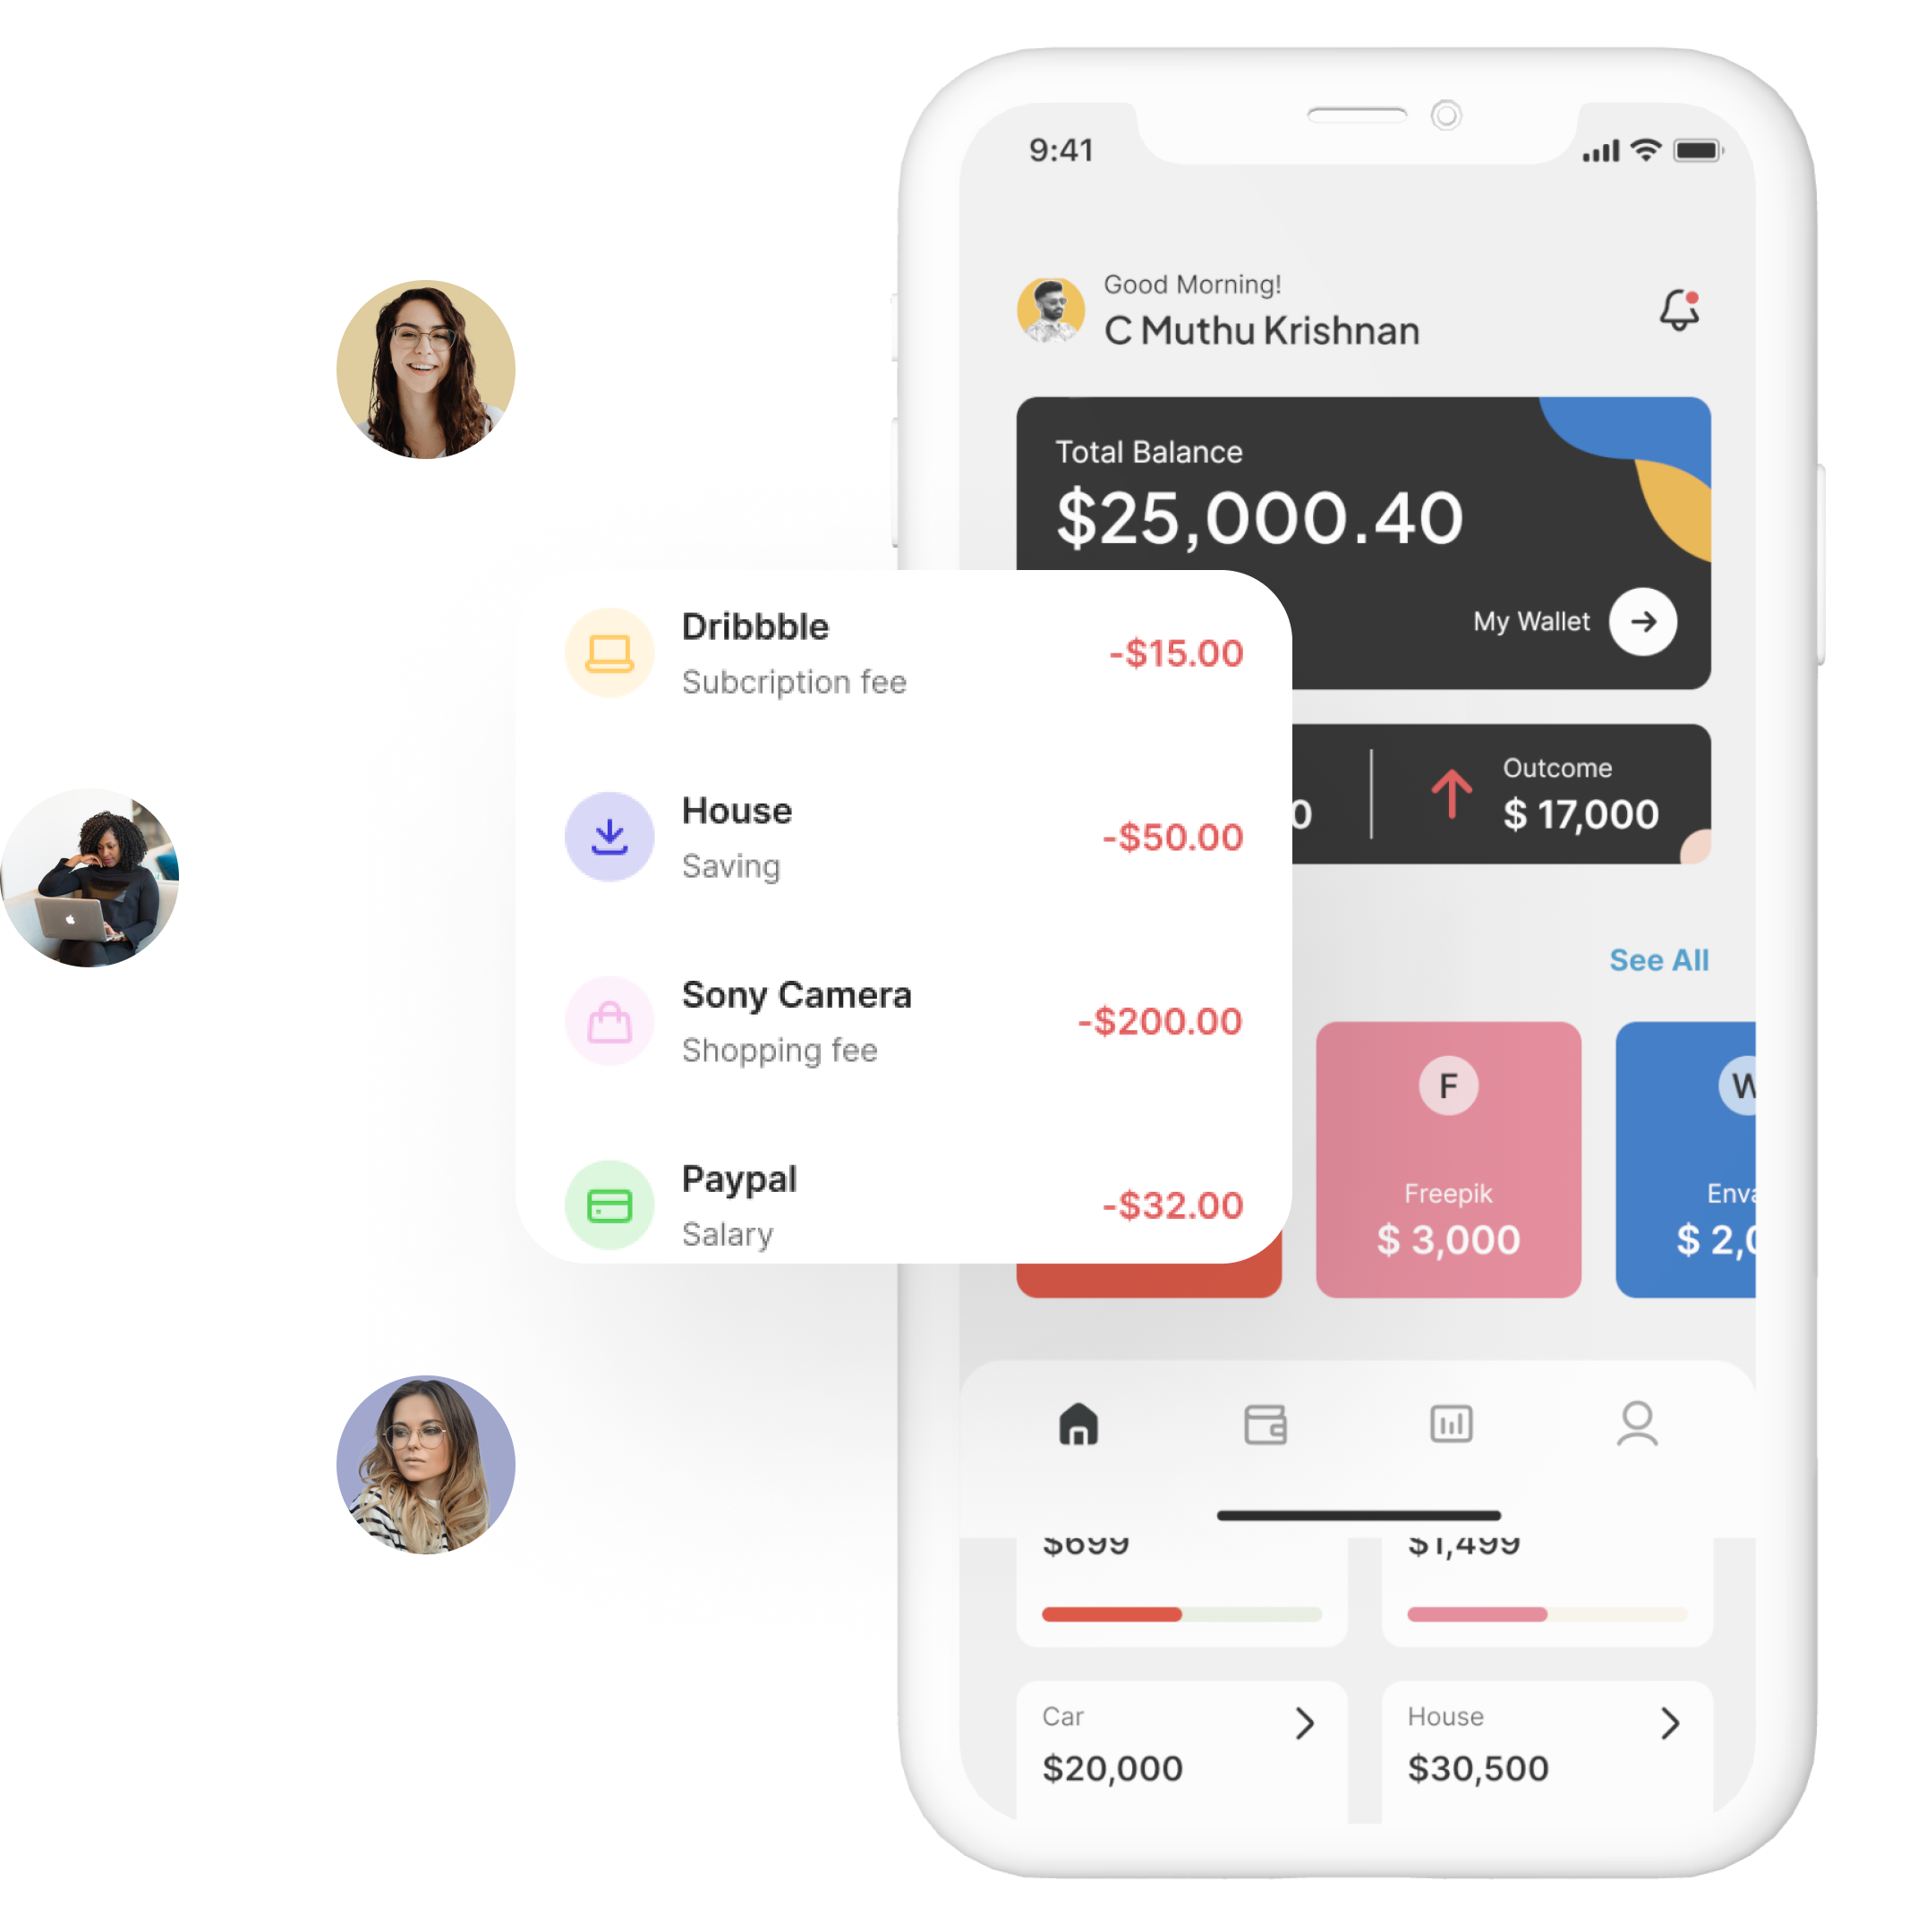 9:41
Good Morning!
C Muthu Krishnan
Total Balance
$25,000.40
My Wallet
Dribbble
Subcription fee
-$15.00
House
Saving
-$50.00
Sony Camera
Shopping fee
-$200.00
Paypal
Salary
-$32.00
0
Outcome
$ 17,000
See All
F
Freepik
$ 3,000
W
Enva
$ 2,0
$699
$1,499
Car
$20,000
House
$30,500